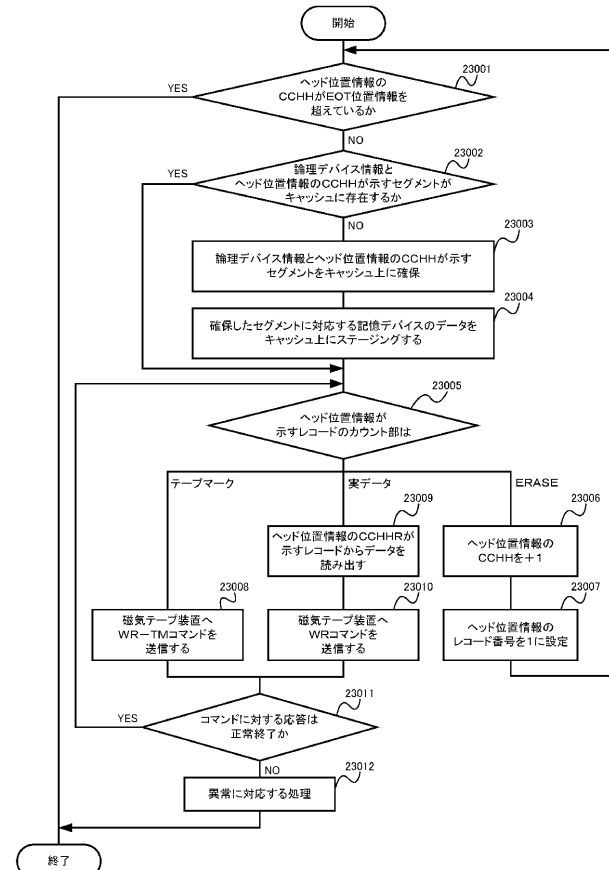 開始
23001
ヘッド位置情報の
CCHHがEOT位置情報を
超えているか
YES
NO
23002
論理デバイス情報と
ヘッド位置情報のCCHHが示すセグメントが
キャッシュに存在するか
YES
NO
23003
論理デバイス情報とヘッド位置情報のCCHHが示す
セグメントをキャッシュ上に確保
23004
確保したセグメントに対応する記憶デバイスのデータを
キャッシュ上にステージングする
23005
ヘッド位置情報が
示すレコードのカウント部は
テープマーク
実データ
ERASE
23009
ヘッド位置情報のCCHHRが
示すレコードからデータを
読み出す
23006
ヘッド位置情報の
CCHHを+1
23008
磁気テープ装置へ
WR-TMコマンドを
送信する
23010
磁気テープ装置へ
WRコマンドを
送信する
23007
ヘッド位置情報の
レコード番号を1に設定
23011
コマンドに対する応答は
正常終了か
YES
NO
23012
異常に対応する処理
終了